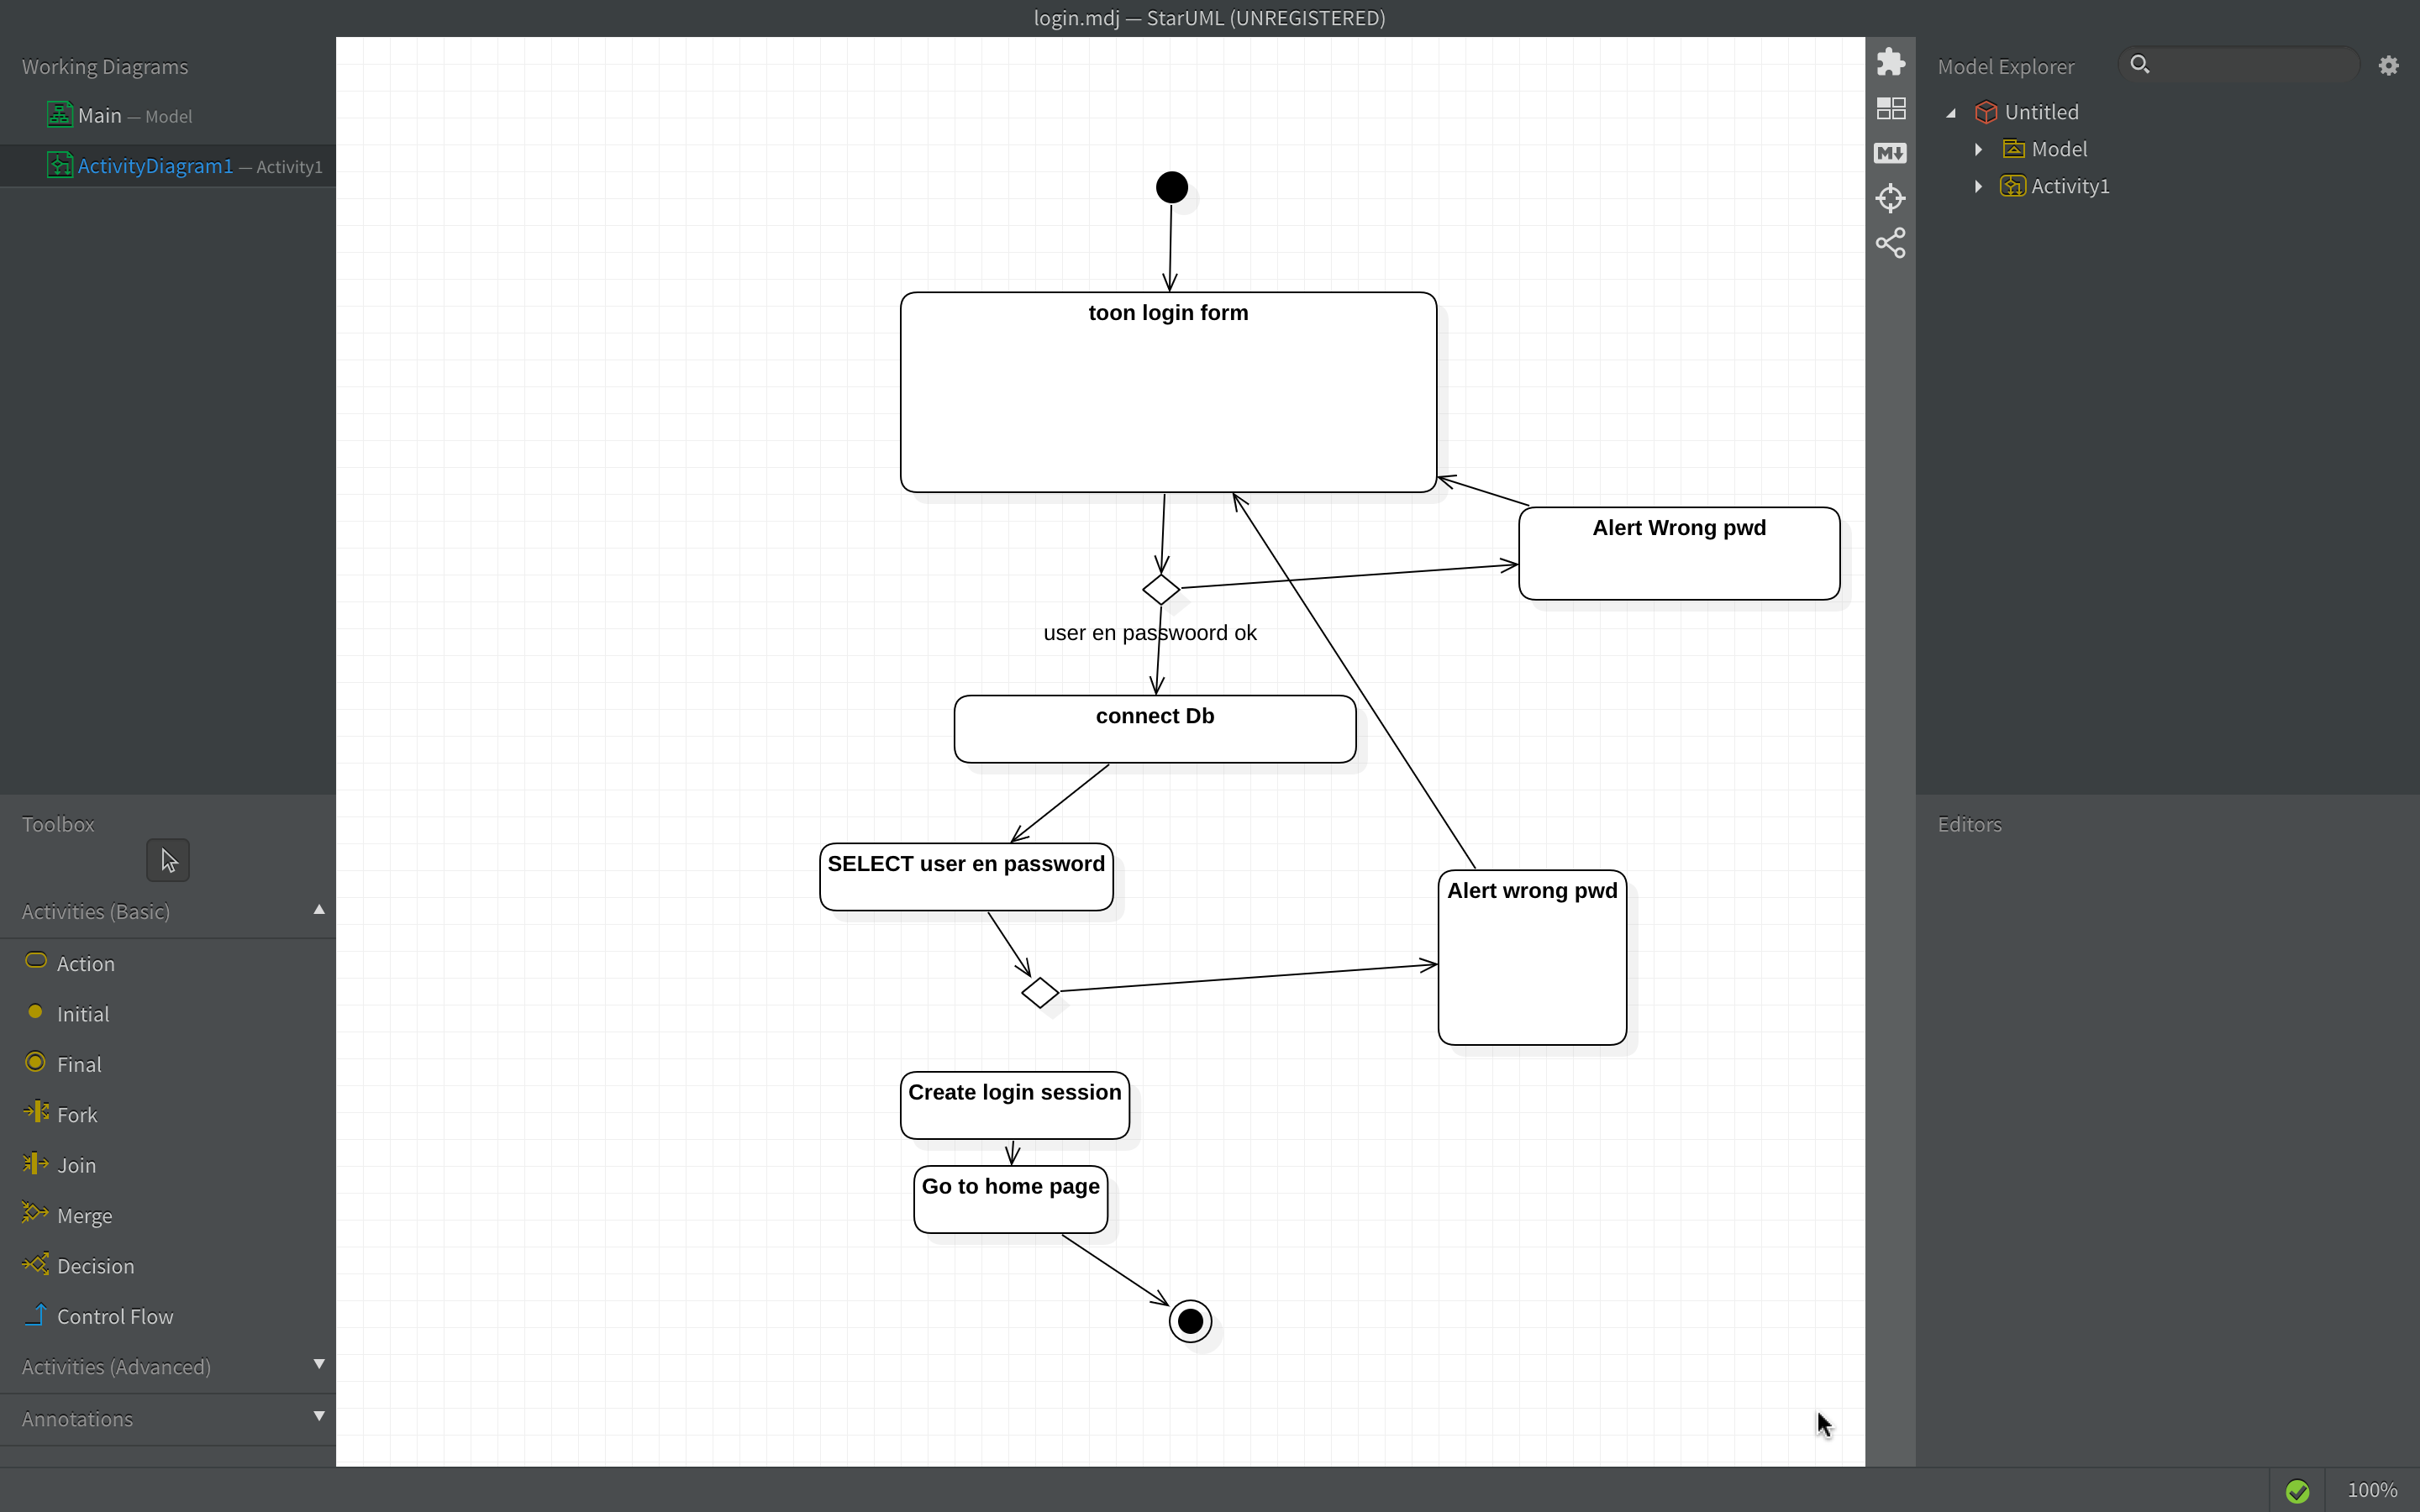 login.mdj — StarUML (UNREGISTERED)
Working Diagrams
Main — Model
ActivityDiagram1 — Activity1
Toolbox
Activities (Basic)
Action
Initial
Final
Fork
Join
Merge
Decision
Control Flow
Activities (Advanced)
Annotations
toon login form
Alert Wrong pwd
user en passwoord ok
connect Db
SELECT user en password
Alert wrong pwd
Create login session
Go to home page
M
Model Explorer
Untitled
Model
Activity1
Editors
100%